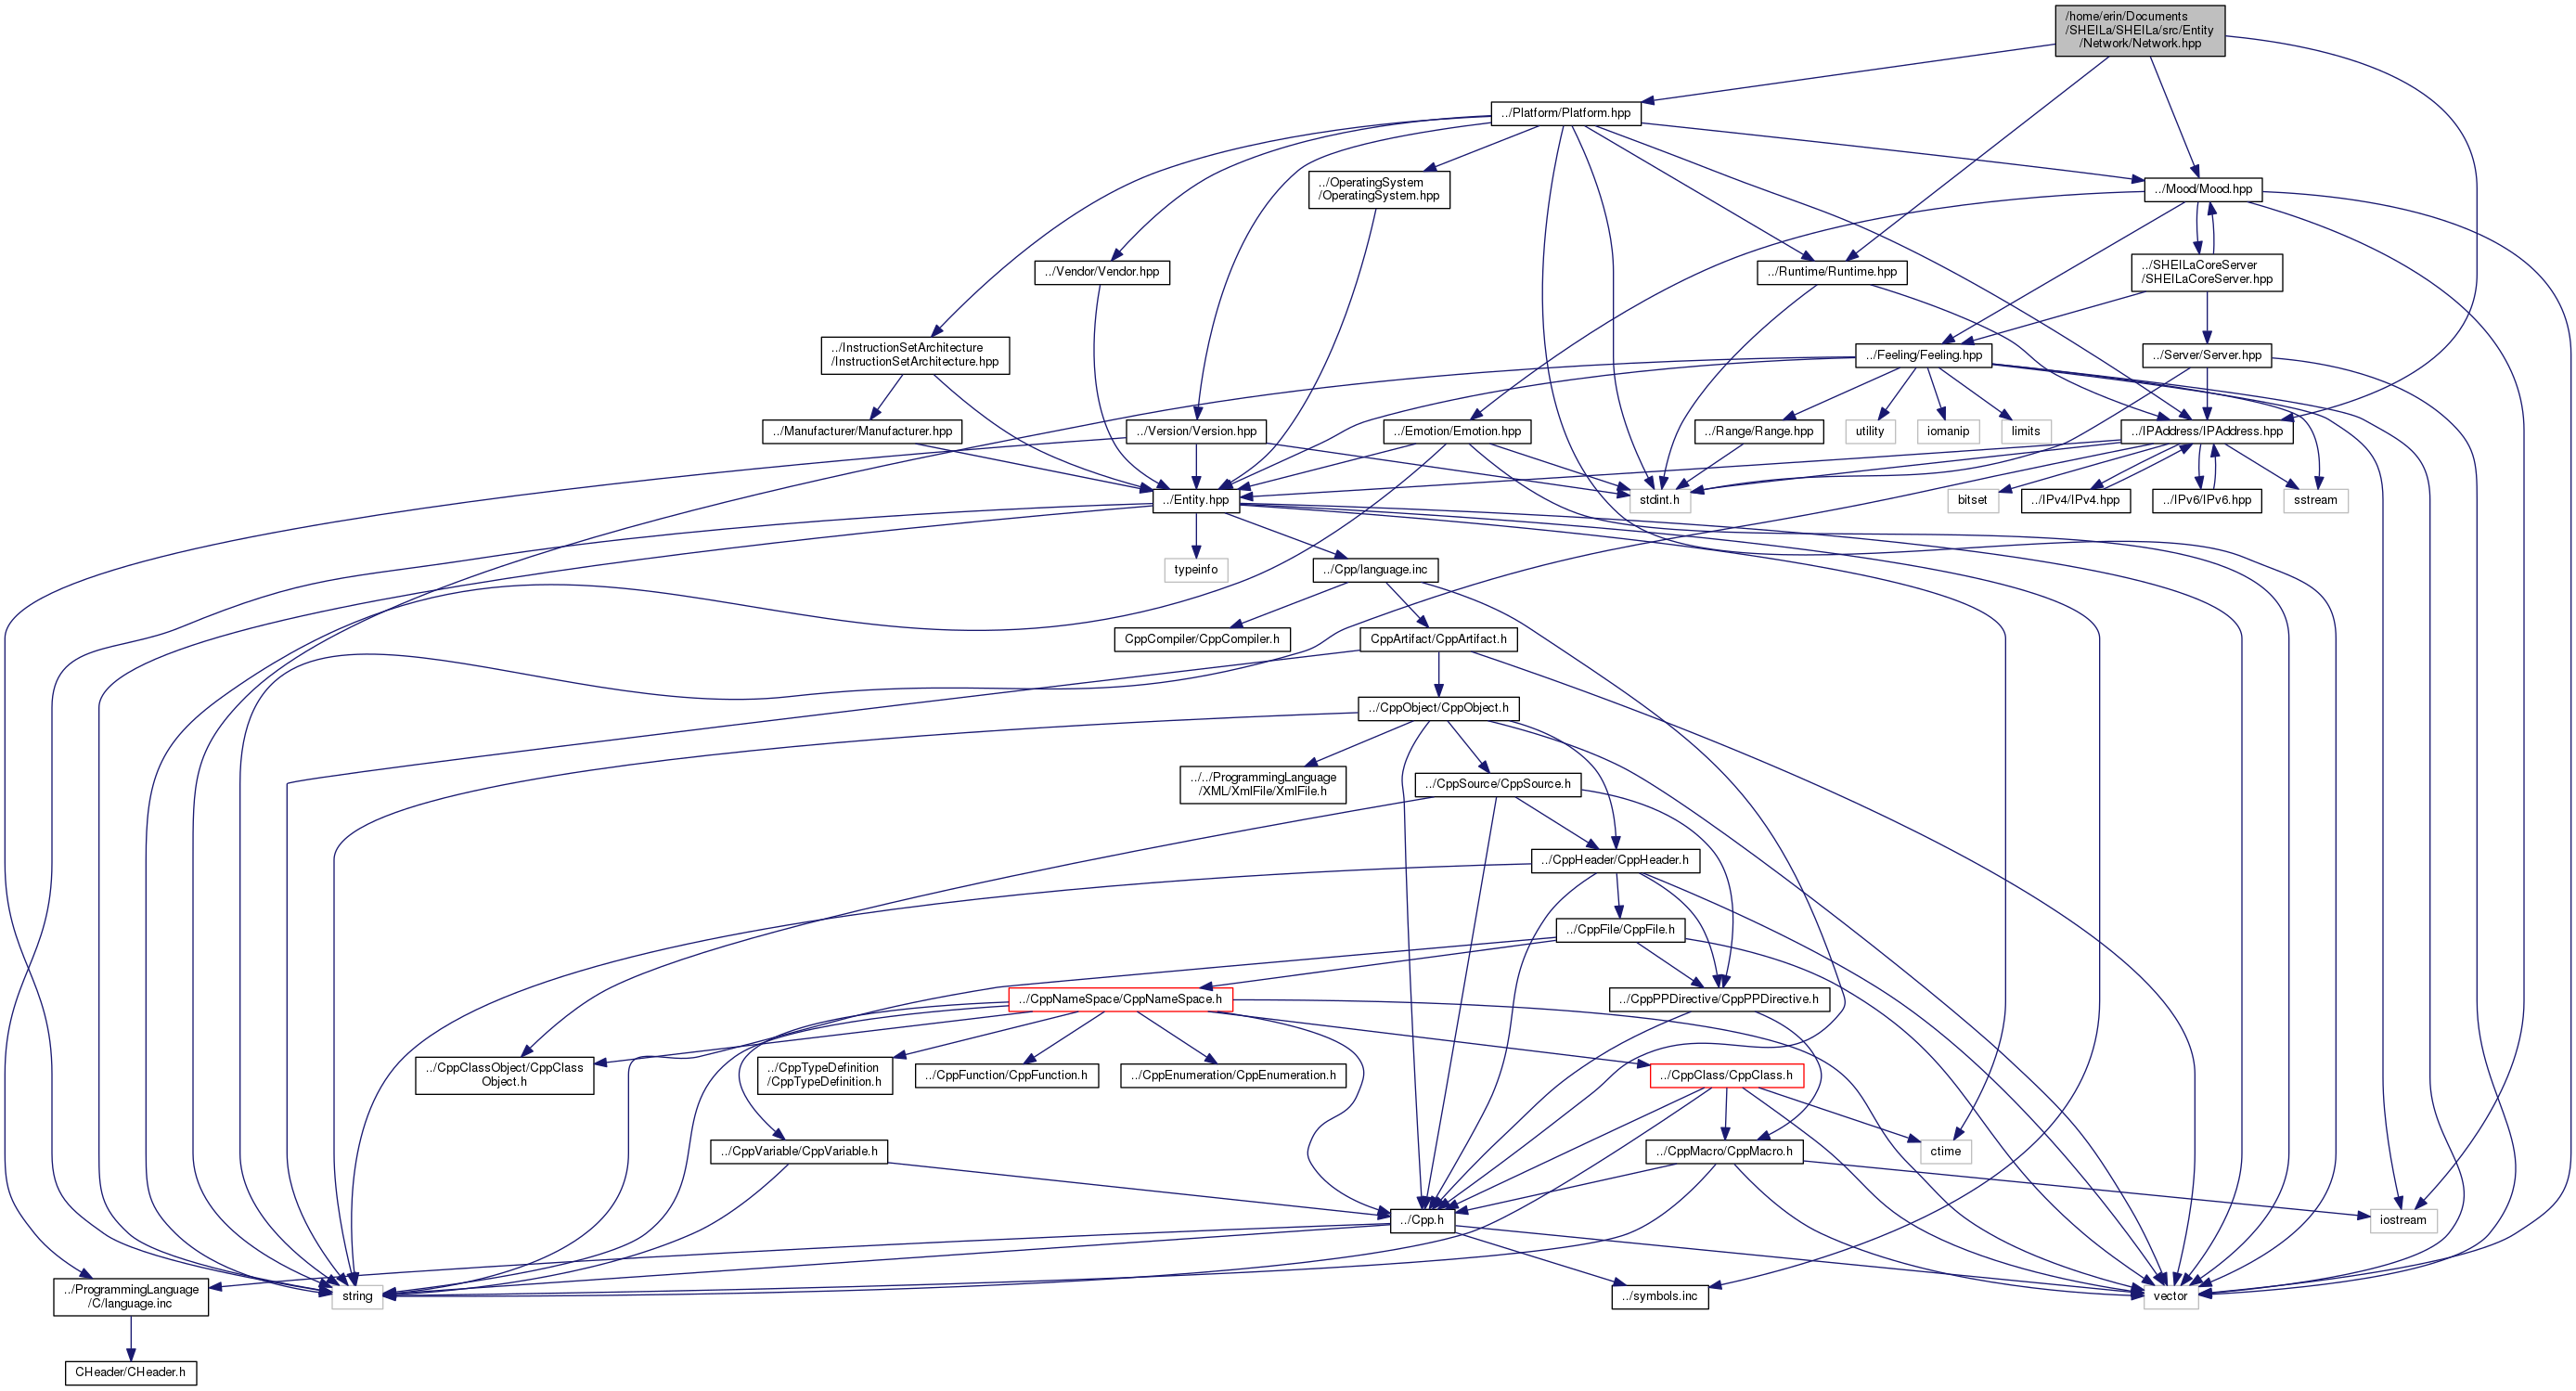 /home/erin/Documents
/SHEILa/SHEILa/src/Entity
/Network/Network.hpp
../Platform/Platform.hpp
../OperatingSystem
/OperatingSystem.hpp
../Mood/Mood.hpp
../Vendor/Vendor.hpp
../Runtime/Runtime.hpp
../SHEILaCoreServer
/SHEILaCoreServer.hpp
../InstructionSetArchitecture
/InstructionSetArchitecture.hpp
../Feeling/Feeling.hpp
../Server/Server.hpp
../Manufacturer/Manufacturer.hpp
../Version/Version.hpp
../Emotion/Emotion.hpp
../Range/Range.hpp
utility
iomanip
limits
../IPAddress/IPAddress.hpp
../Entity.hpp
stdint.h
bitset
../IPv4/IPv4.hpp
../IPv6/IPv6.hpp
sstream
typeinfo
../Cpp/language.inc
CppCompiler/CppCompiler.h
CppArtifact/CppArtifact.h
../CppObject/CppObject.h
../../ProgrammingLanguage
/XML/XmlFile/XmlFile.h
../CppSource/CppSource.h
../CppHeader/CppHeader.h
../CppFile/CppFile.h
../CppNameSpace/CppNameSpace.h
../CppPPDirective/CppPPDirective.h
../CppClassObject/CppClass
Object.h
../CppTypeDefinition
/CppTypeDefinition.h
../CppFunction/CppFunction.h
../CppEnumeration/CppEnumeration.h
../CppClass/CppClass.h
../CppVariable/CppVariable.h
../CppMacro/CppMacro.h
ctime
../Cpp.h
iostream
../ProgrammingLanguage
/C/language.inc
string
../symbols.inc
vector
CHeader/CHeader.h